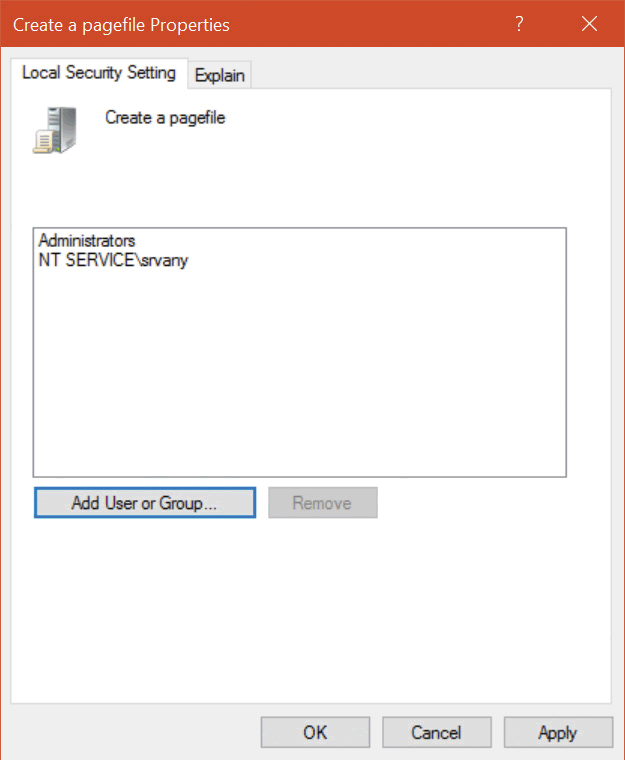 Create a pagefile Properties ?
Local Security Setting Explain
Create a pagefile
Administrators
NT SERVICE\srvany
Add User or Group... Remove
OK Cancel Apply